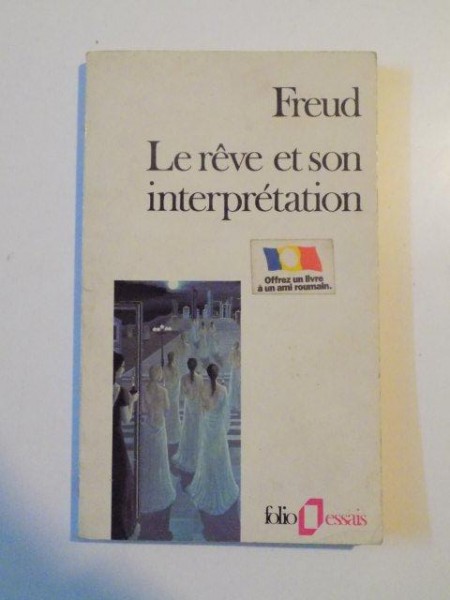 Freud
Le rêve et son
interprétation
Offrez un livre
à un ami roumain.
folio essais